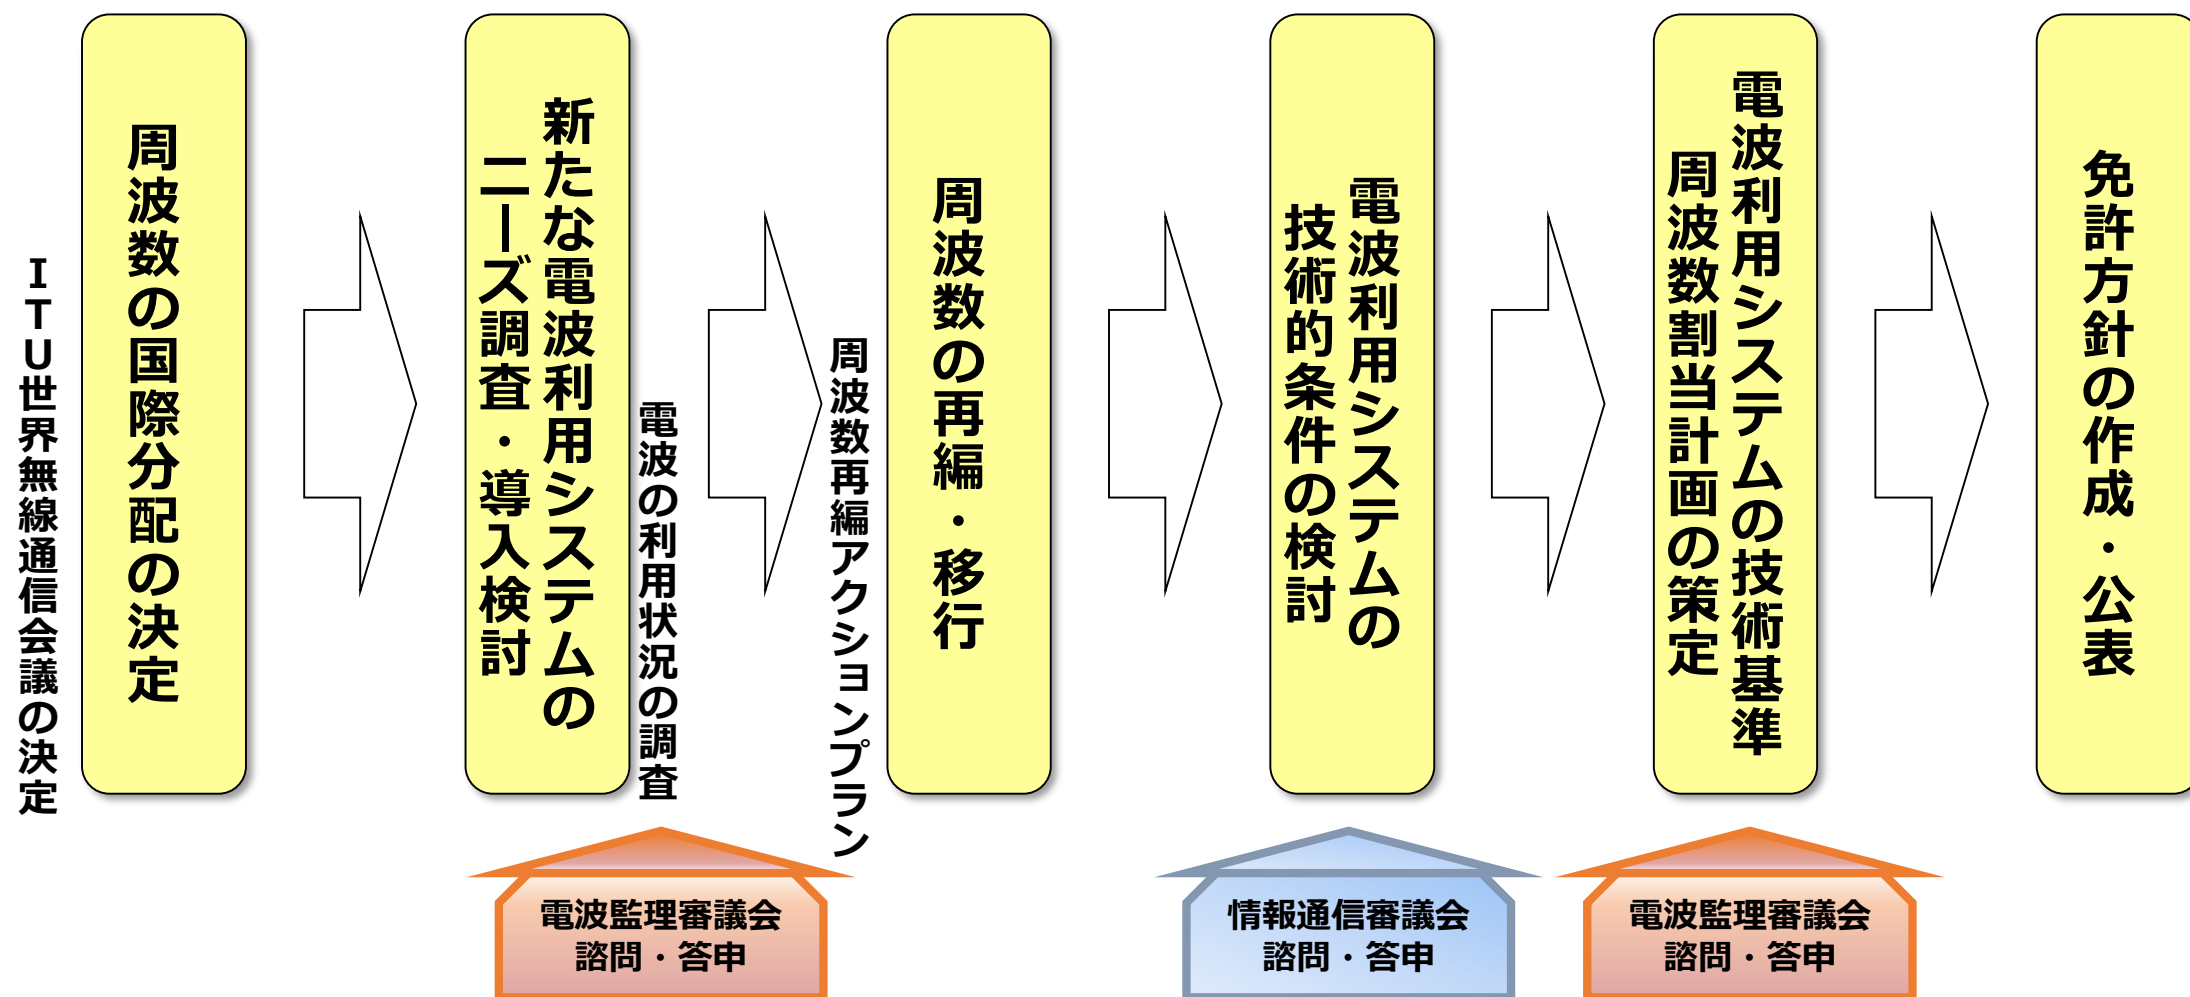 ＩＴＵ世界無線通信会議の決定
周波数の国際分配の決定
新たな電波利用システムの
ニーズ調査・導入検討
電波の利用状況の調査
周波数再編アクションプラン
周波数の再編・移行
電波利用システムの
技術的条件の検討
電波利用システムの技術基準
周波数割当計画の策定
免許方針の作成・公表
電波監理審議会
諮問・答申
情報通信審議会
諮問・答申
電波監理審議会
諮問・答申